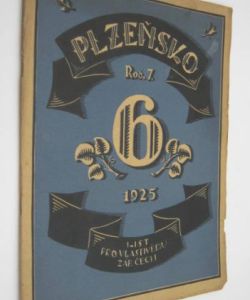 PLZEŇSKO
ROČ. 7.
6
1925
LIST
PRO VLASTIVĚDU
ZÁP. ČECH